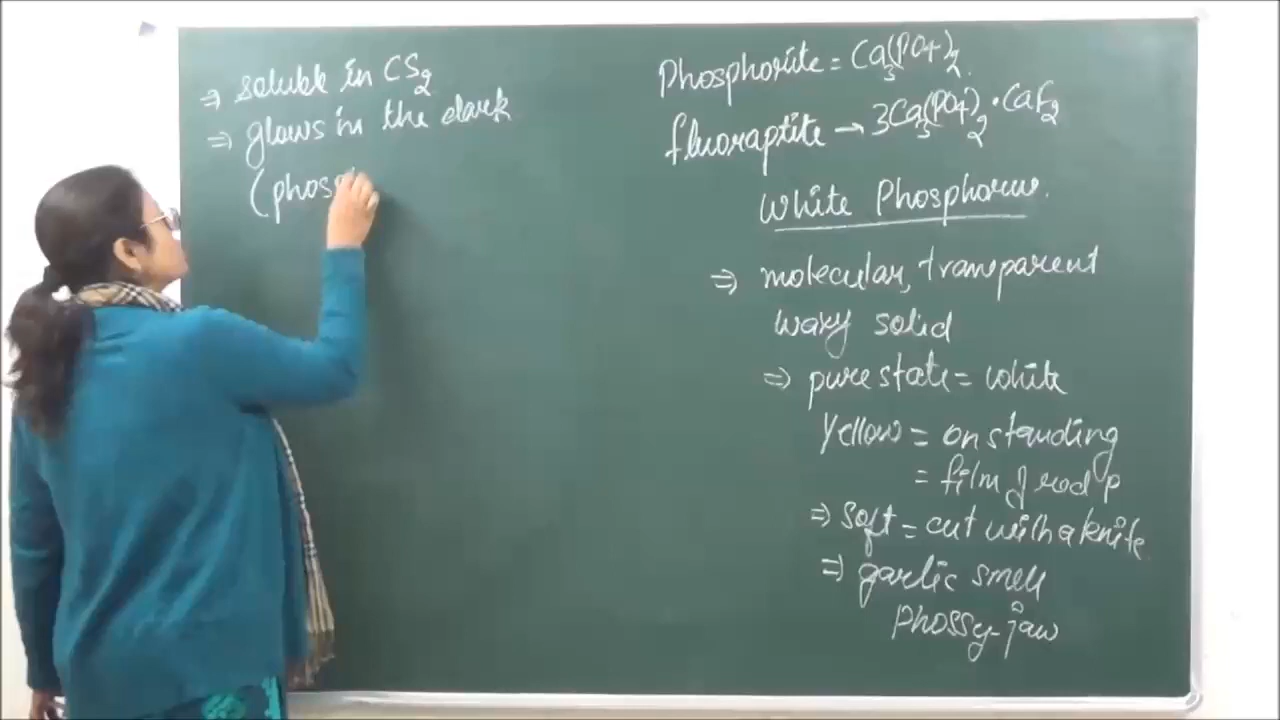 ⇒ soluble in CS2
⇒ glows in the dark
(phos
Phosphorite = Ca3(PO4)2.
fluoraptite → 3Ca3(PO4)2 • CaF2
White Phosphorus.
⇒ molecular, transparent
waxy solid
⇒ pure state = white
Yellow = on standing
= film of red p
⇒ soft = cut with a knife
⇒ garlic smell
Phossy-jaw